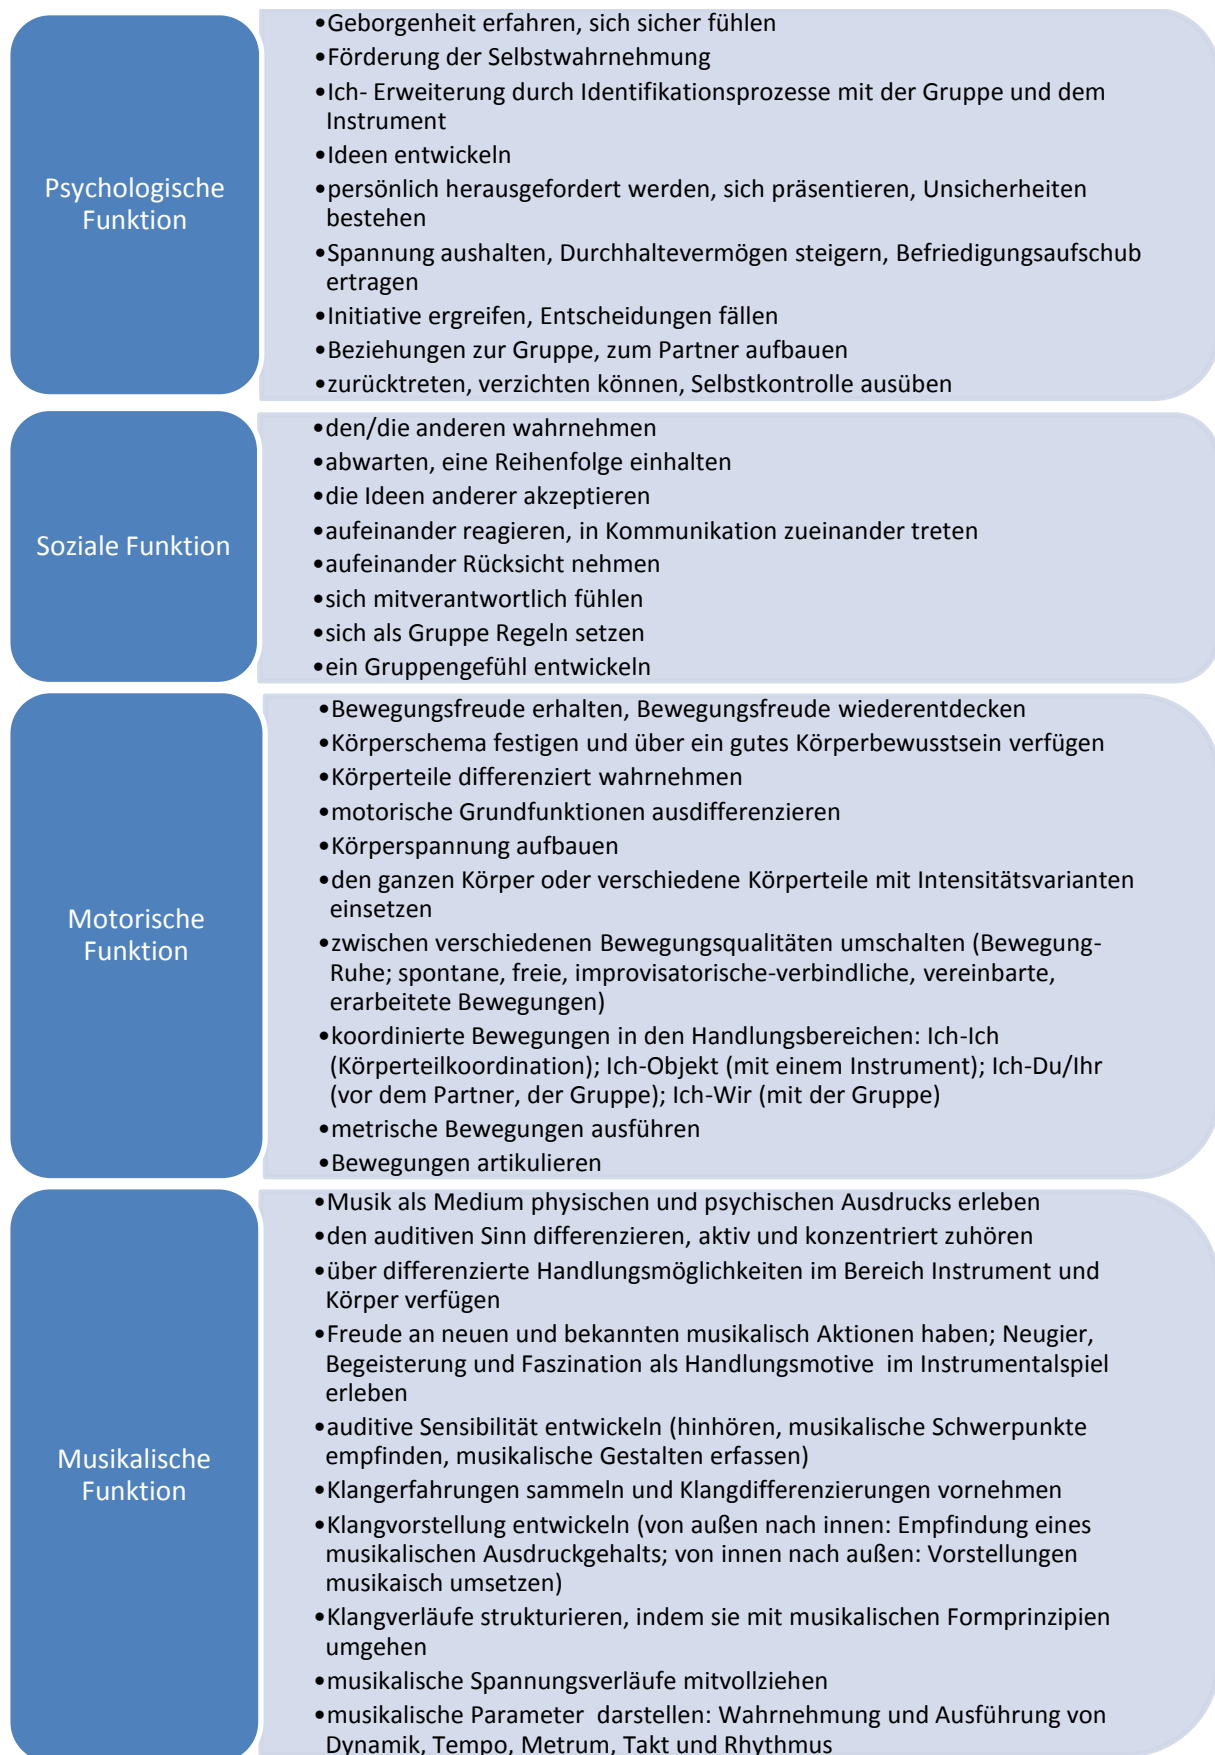 Psychologische
Funktion
•Geborgenheit erfahren, sich sicher fühlen
•Förderung der Selbstwahrnehmung
•Ich- Erweiterung durch Identifikationsprozesse mit der Gruppe und dem
Instrument
•Ideen entwickeln
•persönlich herausgefordert werden, sich präsentieren, Unsicherheiten
bestehen
•Spannung aushalten, Durchhaltevermögen steigern, Befriedigungsaufschub
ertragen
•Initiative ergreifen, Entscheidungen fällen
•Beziehungen zur Gruppe, zum Partner aufbauen
•zurücktreten, verzichten können, Selbstkontrolle ausüben
Soziale Funktion
•den/die anderen wahrnehmen
•abwarten, eine Reihenfolge einhalten
•die Ideen anderer akzeptieren
•aufeinander reagieren, in Kommunikation zueinander treten
•aufeinander Rücksicht nehmen
•sich mitverantwortlich fühlen
•sich als Gruppe Regeln setzen
•ein Gruppengefühl entwickeln
Motorische
Funktion
•Bewegungsfreude erhalten, Bewegungsfreude wiederentdecken
•Körperschema festigen und über ein gutes Körperbewusstsein verfügen
•Körperteile differenziert wahrnehmen
•motorische Grundfunktionen ausdifferenzieren
•Körperspannung aufbauen
•den ganzen Körper oder verschiedene Körperteile mit Intensitätsvarianten
einsetzen
•zwischen verschiedenen Bewegungsqualitäten umschalten (Bewegung-
Ruhe; spontane, freie, improvisatorische-verbindliche, vereinbarte,
erarbeitete Bewegungen)
•koordinierte Bewegungen in den Handlungsbereichen: Ich-Ich
(Körperteilkoordination); Ich-Objekt (mit einem Instrument); Ich-Du/Ihr
(vor dem Partner, der Gruppe); Ich-Wir (mit der Gruppe)
•metrische Bewegungen ausführen
•Bewegungen artikulieren
Musikalische
Funktion
•Musik als Medium physischen und psychischen Ausdrucks erleben
•den auditiven Sinn differenzieren, aktiv und konzentriert zuhören
•über differenzierte Handlungsmöglichkeiten im Bereich Instrument und
Körper verfügen
•Freude an neuen und bekannten musikalisch Aktionen haben; Neugier,
Begeisterung und Faszination als Handlungsmotive im Instrumentalspiel
erleben
•auditive Sensibilität entwickeln (hinhören, musikalische Schwerpunkte
empfinden, musikalische Gestalten erfassen)
•Klangerfahrungen sammeln und Klangdifferenzierungen vornehmen
•Klangvorstellung entwickeln (von außen nach innen: Empfindung eines
musikalischen Ausdruckgehalts; von innen nach außen: Vorstellungen
musikaisch umsetzen)
•Klangverläufe strukturieren, indem sie mit musikalischen Formprinzipien
umgehen
•musikalische Spannungsverläufe mitvollziehen
•musikalische Parameter darstellen: Wahrnehmung und Ausführung von
Dynamik, Tempo, Metrum, Takt und Rhythmus